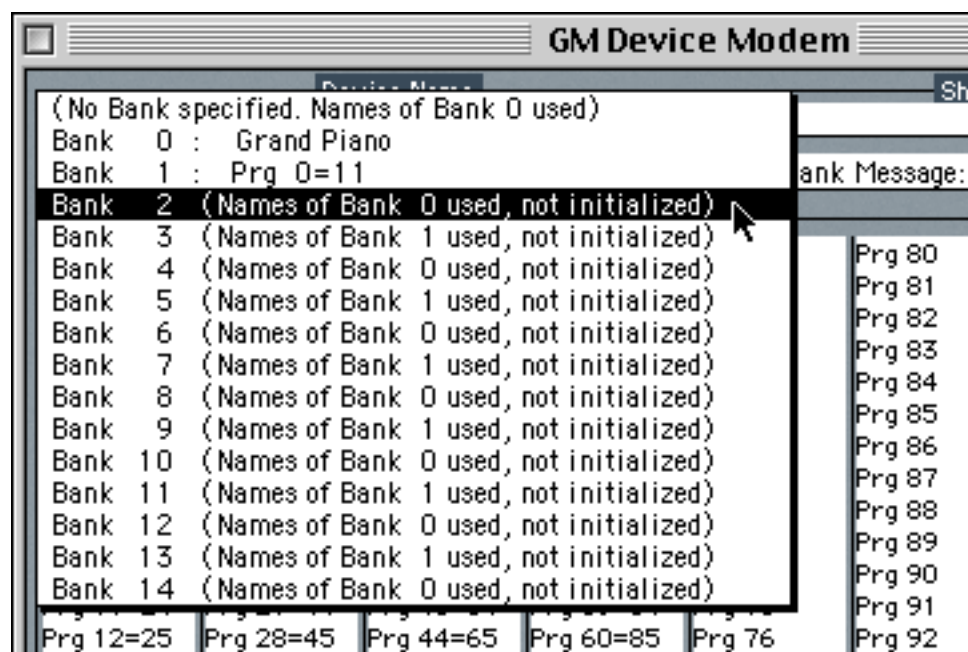 GM Device Modem
Device Name
Sh
(No Bank specified. Names of Bank 0 used)
Bank 0 : Grand Piano
Bank 1 : Prg 0=11
ank Message:
Bank 2 (Names of Bank 0 used, not initialized)
Bank 3 (Names of Bank 1 used, not initialized)
Bank 4 (Names of Bank 0 used, not initialized)
Bank 5 (Names of Bank 1 used, not initialized)
Bank 6 (Names of Bank 0 used, not initialized)
Bank 7 (Names of Bank 1 used, not initialized)
Bank 8 (Names of Bank 0 used, not initialized)
Bank 9 (Names of Bank 1 used, not initialized)
Bank 10 (Names of Bank 0 used, not initialized)
Bank 11 (Names of Bank 1 used, not initialized)
Bank 12 (Names of Bank 0 used, not initialized)
Bank 13 (Names of Bank 1 used, not initialized)
Bank 14 (Names of Bank 0 used, not initialized)
Prg 80
Prg 81
Prg 82
Prg 83
Prg 84
Prg 85
Prg 86
Prg 87
Prg 88
Prg 89
Prg 90
Prg 91
Prg 12=25 Prg 28=45 Prg 44=65 Prg 60=85 Prg 76 Prg 92